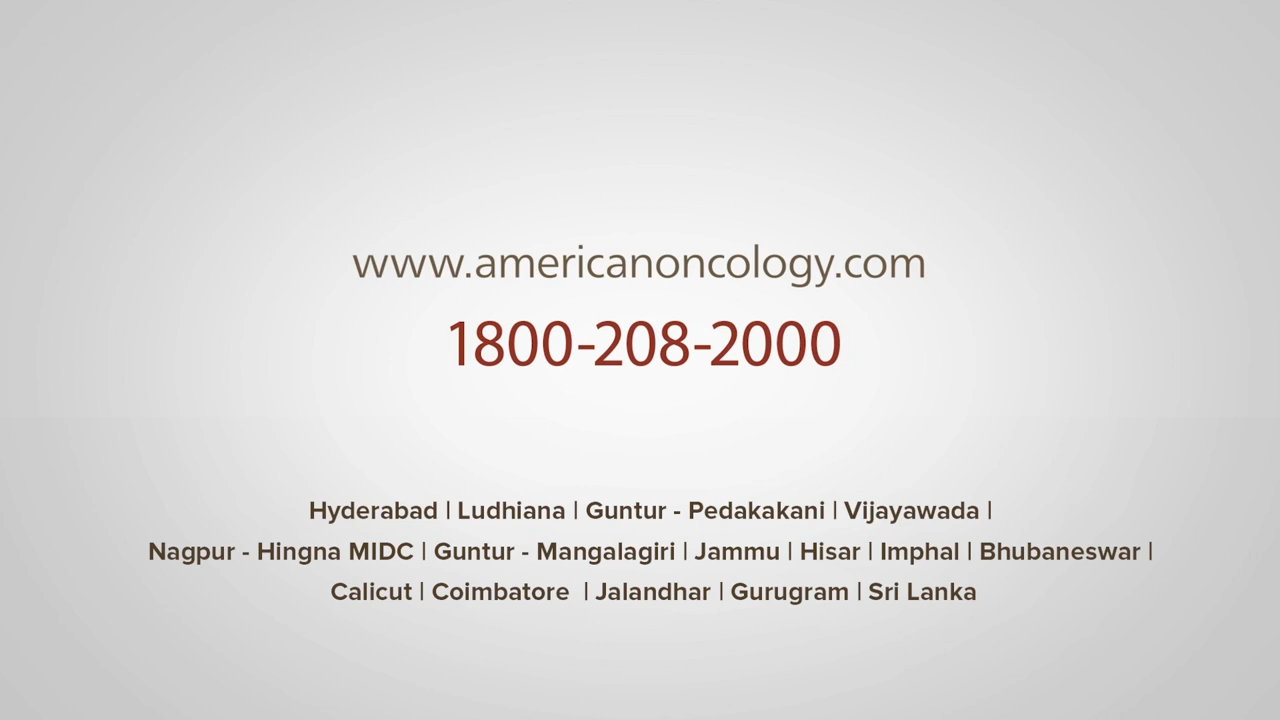 www.americanoncology.com
1800-208-2000
Hyderabad | Ludhiana | Guntur - Pedakakani | Vijayawada |
Nagpur - Hingna MIDC | Guntur - Mangalagiri | Jammu | Hisar | Imphal | Bhubaneswar |
Calicut | Coimbatore | Jalandhar | Gurugram | Sri Lanka